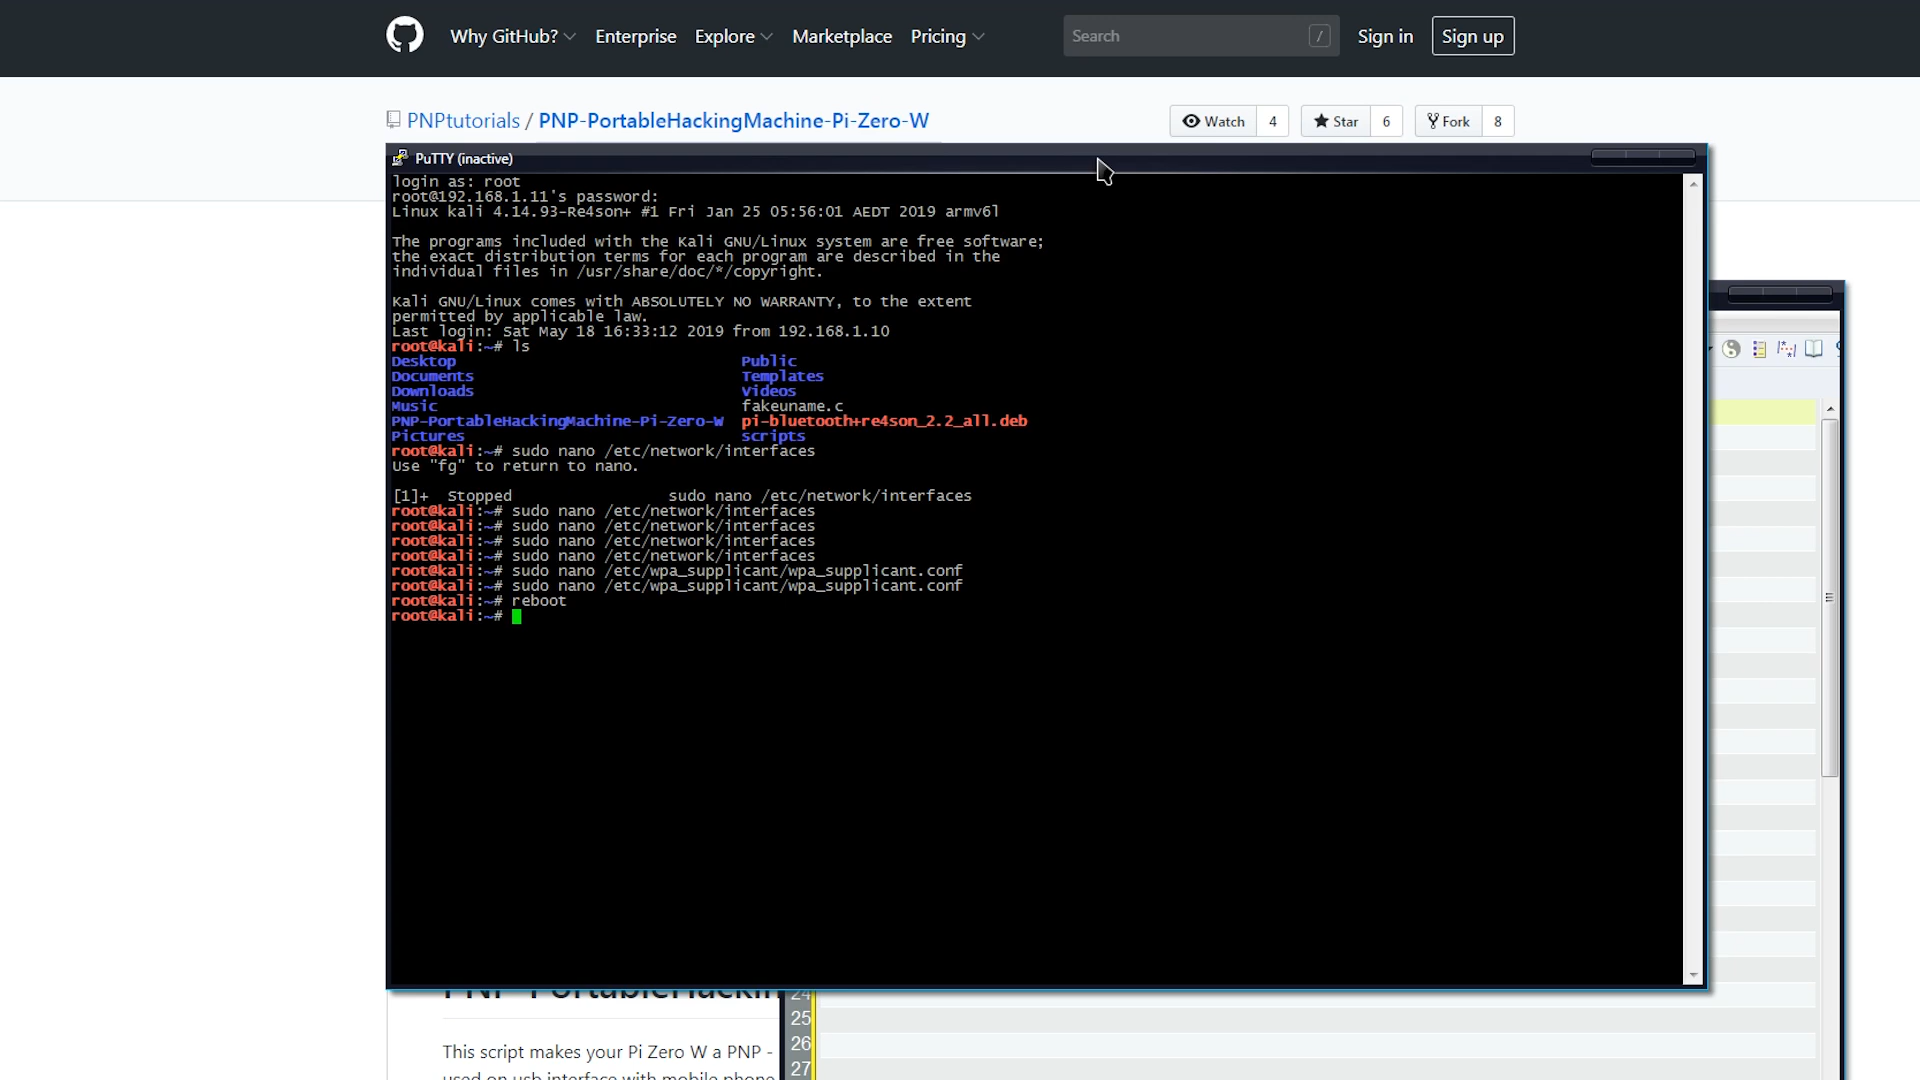 Why GitHub? Enterprise Explore Marketplace Pricing Search / Sign in Sign up
PNPtutorials / PNP-PortableHackingMachine-Pi-Zero-W Watch 4 Star 6 Fork 8
PuTTY (inactive)
login as: root
root@192.168.1.11's password:
Linux kali 4.14.93-Re4son+ #1 Fri Jan 25 05:56:01 AEDT 2019 armv6l
The programs included with the Kali GNU/Linux system are free software;
the exact distribution terms for each program are described in the
individual files in /usr/share/doc/*/copyright.
Kali GNU/Linux comes with ABSOLUTELY NO WARRANTY, to the extent
permitted by applicable law.
Last login: Sat May 18 16:33:12 2019 from 192.168.1.10
root@kali:~# ls
Desktop Public
Documents Templates
Downloads Videos
Music fakeuname.c
PNP-PortableHackingMachine-Pi-Zero-W pi-bluetooth+re4son_2.2_all.deb
Pictures scripts
root@kali:~# sudo nano /etc/network/interfaces
Use "fg" to return to nano.
[1]+ Stopped sudo nano /etc/network/interfaces
root@kali:~# sudo nano /etc/network/interfaces
root@kali:~# sudo nano /etc/network/interfaces
root@kali:~# sudo nano /etc/network/interfaces
root@kali:~# sudo nano /etc/network/interfaces
root@kali:~# sudo nano /etc/wpa_supplicant/wpa_supplicant.conf
root@kali:~# sudo nano /etc/wpa_supplicant/wpa_supplicant.conf
root@kali:~# reboot
root@kali:~#
24
25
26
27
This script makes your Pi Zero W a PNP -
used on usb interface with mobile phone